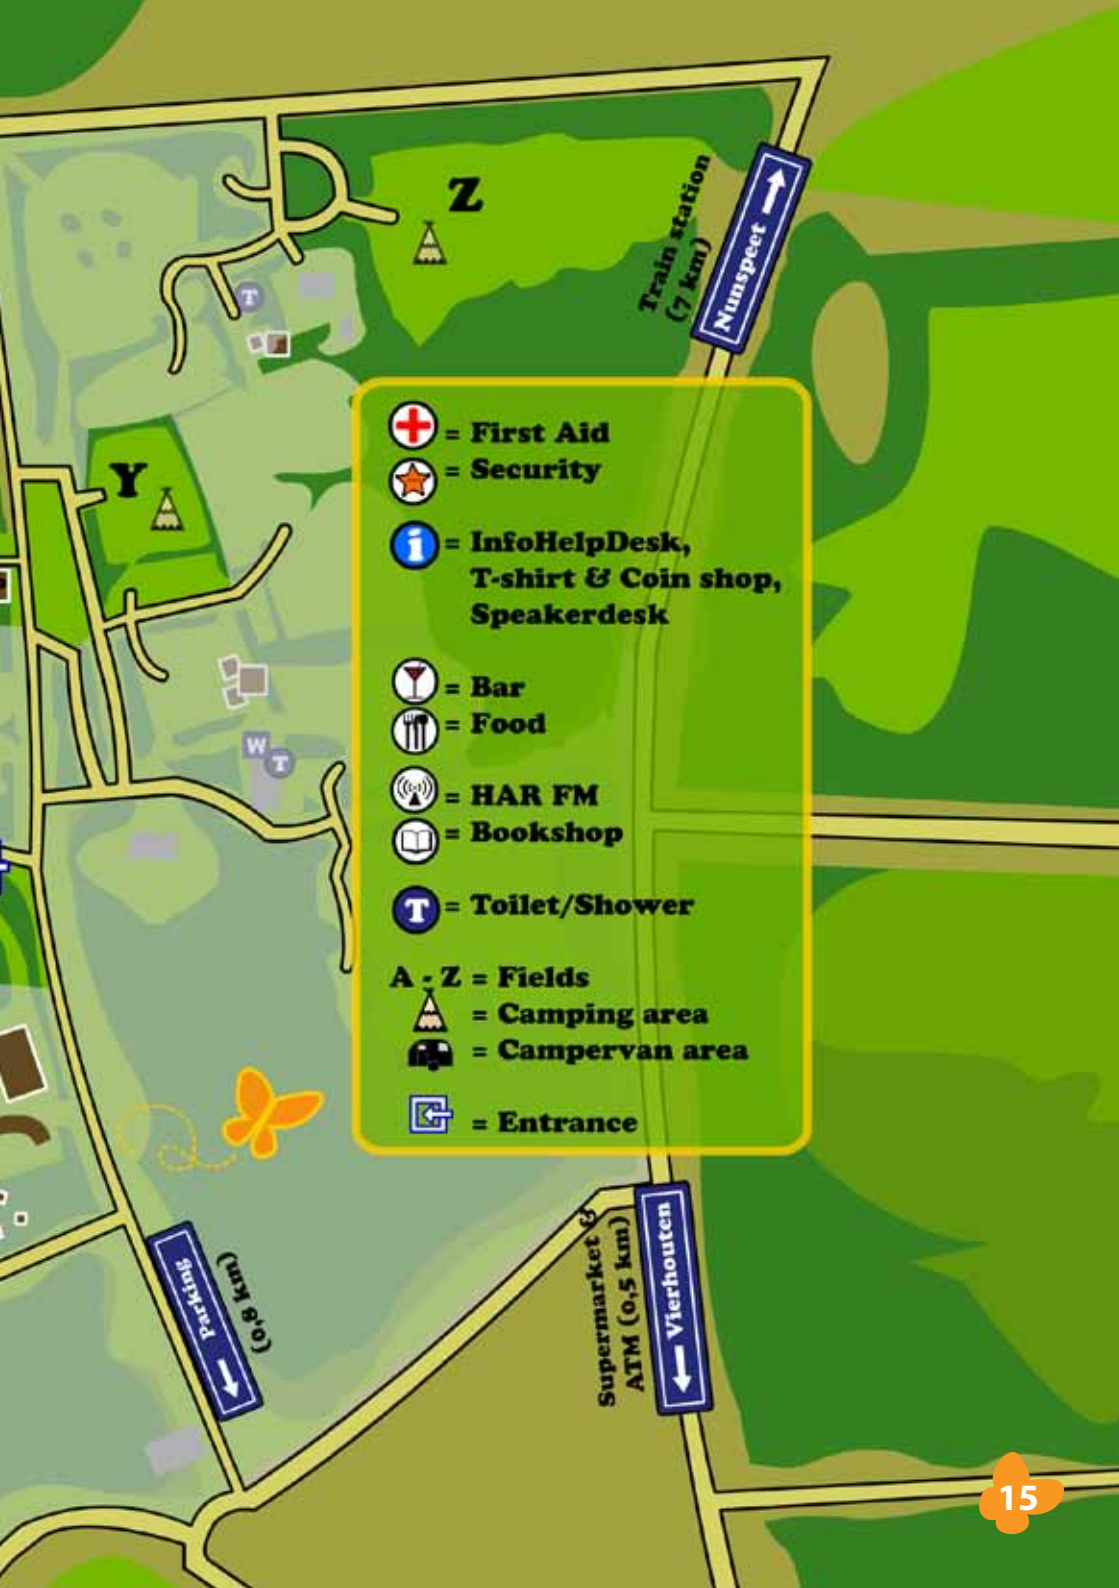 Z
Train station
(7 km)
Nunspeet
T
= First Aid
= Security
Y
i = InfoHelpDesk,
T-shirt & Coin shop,
Speakerdesk
= Bar
= Food
W
T
= HAR FM
= Bookshop
T = Toilet/Shower
A - Z = Fields
= Camping area
= Campervan area
= Entrance
Parking
(0,8 km)
Supermarket &
ATM (0,5 km)
Vierhouten
15